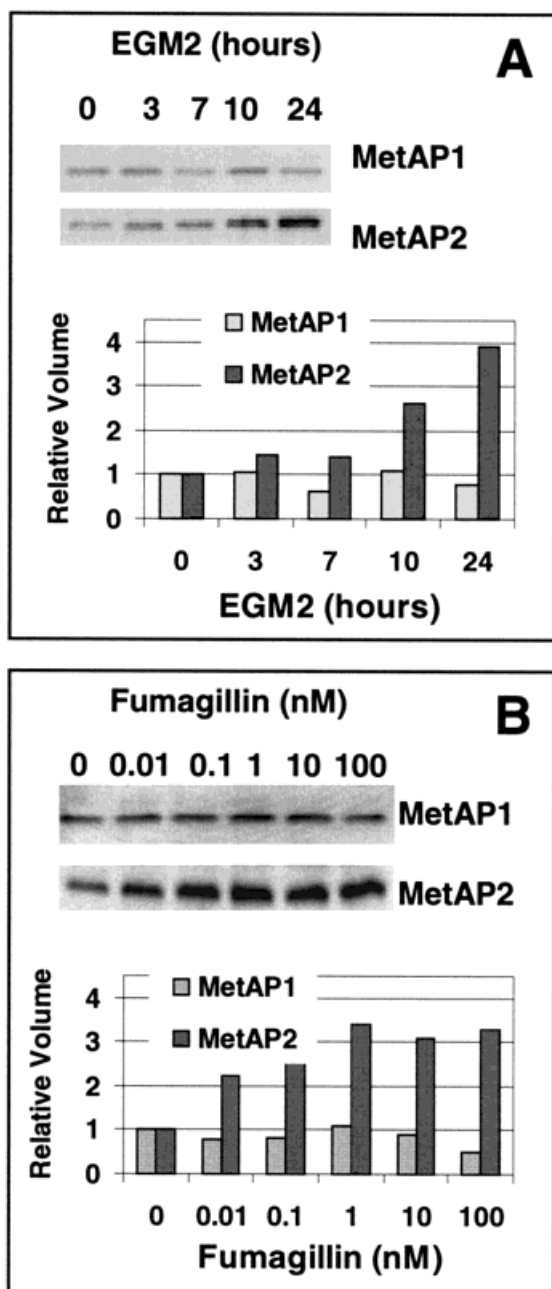 EGM2 (hours)
A
0 3 7 10 24
MetAP1
MetAP2
MetAP1
MetAP2
4
3
2
1
0
Relative Volume
0 3 7 10 24
EGM2 (hours)
Fumagillin (nM)
B
0 0.01 0.1 1 10 100
MetAP1
MetAP2
MetAP1
MetAP2
4
3
2
1
0
Relative Volume
0 0.01 0.1 1 10 100
Fumagillin (nM)